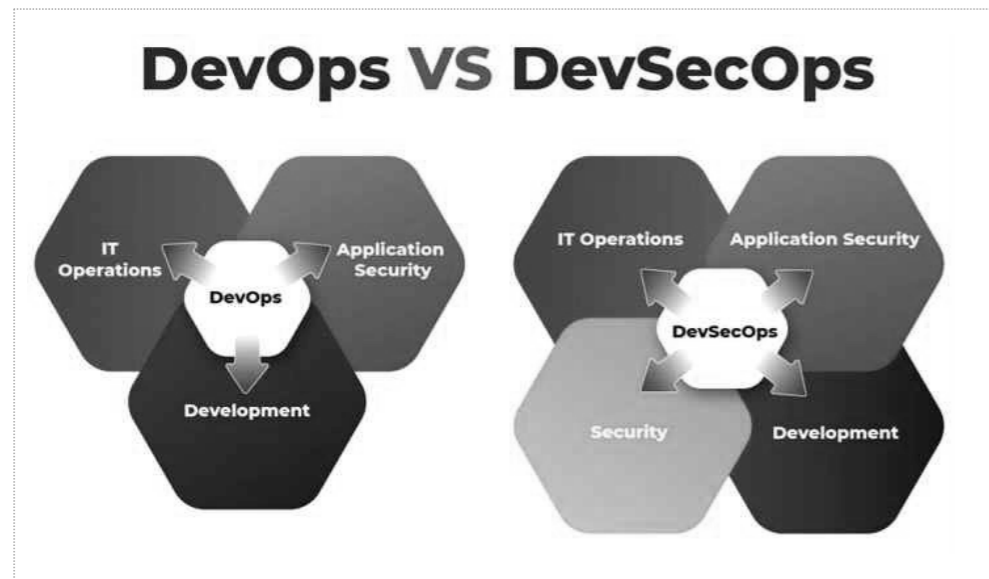 DevOps VS DevSecOps
IT
Operations
Application
Security
DevOps
Development
IT Operations
Application Security
DevSecOps
Security
Development